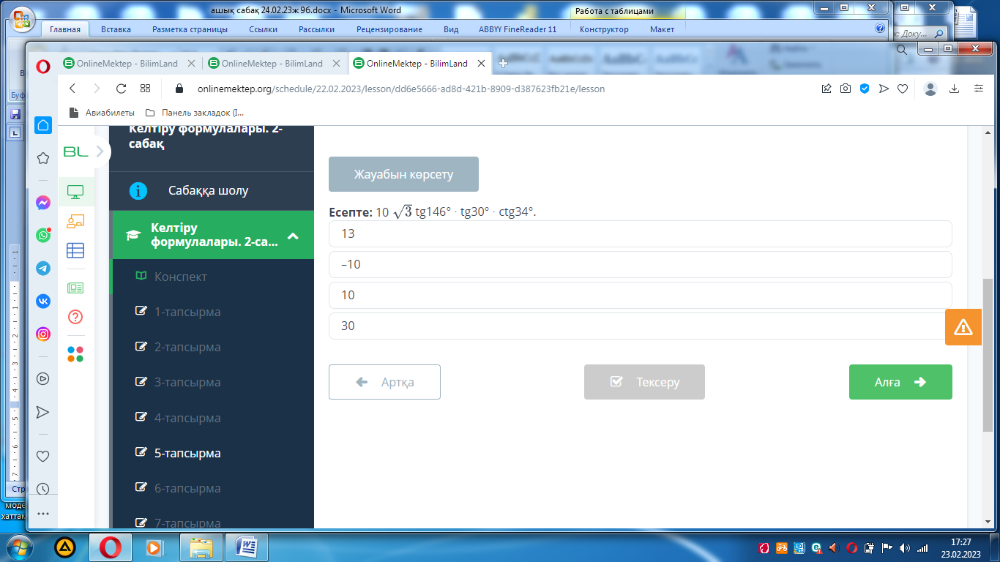 ашық сабақ 24.02.23ж 9б.docx - Microsoft Word
Работа с таблицами
Главная
Вставка
Разметка страницы
Ссылки
Рассылки
Рецензирование
Вид
ABBYY FineReader 11
Конструктор
Макет
OnlineMektep - BilimLand
OnlineMektep - BilimLand
OnlineMektep - BilimLand
onlinemektep.org/schedule/22.02.2023/lesson/dd6e5666-ad8d-421b-8909-d387623fb21e/lesson
Авиабилеты
Панель закладок (I...
BL
Келтіру формулалары. 2-
сабақ
Сабаққа шолу
Келтіру
формулалары. 2-са...
Конспект
1-тапсырма
2-тапсырма
3-тапсырма
4-тапсырма
5-тапсырма
6-тапсырма
7-тапсырма
Жауабын көрсету
Есепте: 10 √3 tg146° · tg30° · ctg34°.
13
–10
10
30
Артқа
Тексеру
Алға
17:27
23.02.2023